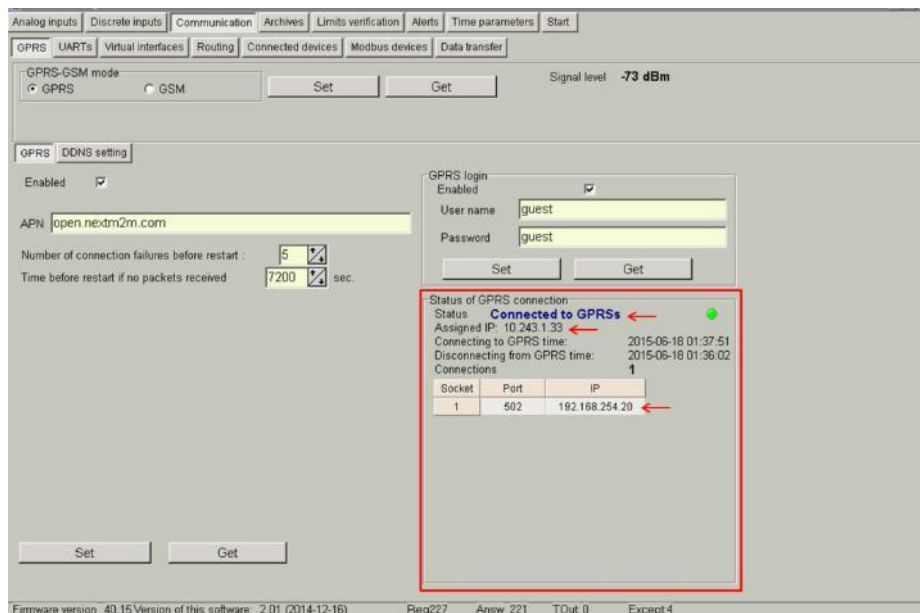 Analog inputs Discrete inputs Communication Archives Limits verification Alerts Time parameters Start
GPRS UARTs Virtual interfaces Routing Connected devices Modbus devices Data transfer
GPRS-GSM mode
GPRS GSM Set Get Signal level -73 dBm
GPRS DDNS setting
Enabled
APN open.nextm2m.com
Number of connection failures before restart : 5
Time before restart if no packets received 7200 sec.
GPRS login
Enabled
User name guest
Password guest
Set Get
Status of GPRS connection
Status Connected to GPRSs
Assigned IP: 10.243.1.33
Connecting to GPRS time: 2015-06-18 01:37:51
Disconnecting from GPRS time: 2015-06-18 01:36:02
Connections 1
Socket Port IP
1 502 192.168.254.20
Set Get
Firmware version 40.15 Version of this software: 2.01 (2014-12-16) Req227 Answ 221 TOut 0 Except 4